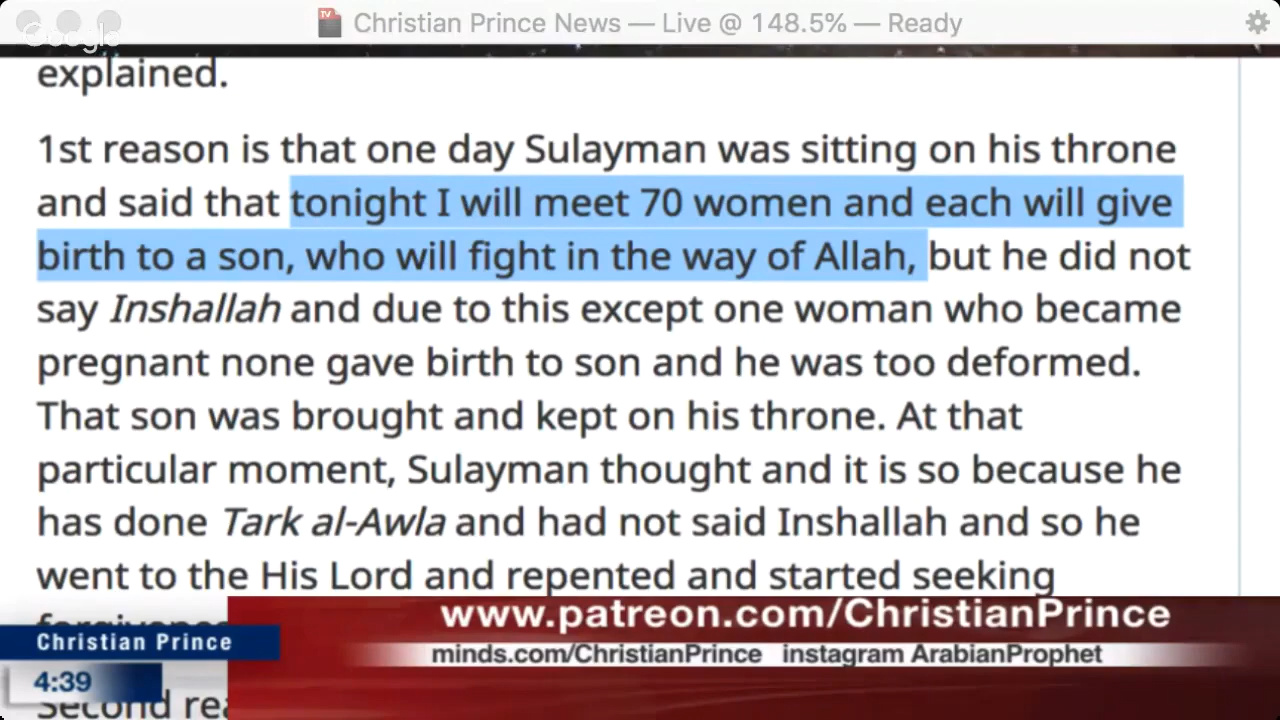 Christian Prince News — Live @ 148.5% — Ready
Google
explained.
1st reason is that one day Sulayman was sitting on his throne
and said that tonight I will meet 70 women and each will give
birth to a son, who will fight in the way of Allah, but he did not
say Inshallah and due to this except one woman who became
pregnant none gave birth to son and he was too deformed.
That son was brought and kept on his throne. At that
particular moment, Sulayman thought and it is so because he
has done Tark al-Awla and had not said Inshallah and so he
went to the His Lord and repented and started seeking
www.patreon.com/ChristianPrince
Christian Prince
minds.com/ChristianPrince instagram ArabianProphet
4:39
Second